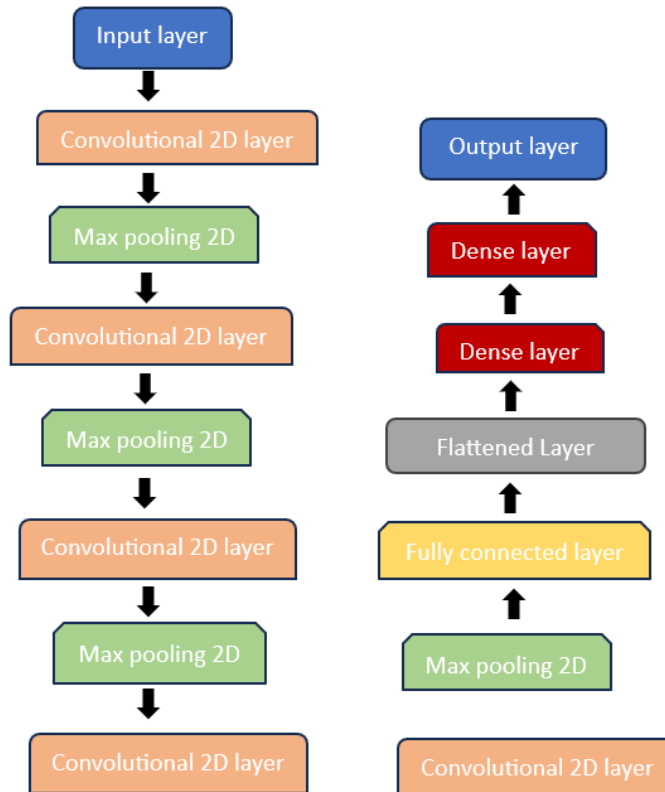 Input layer
Convolutional 2D layer
Max pooling 2D
Convolutional 2D layer
Max pooling 2D
Convolutional 2D layer
Max pooling 2D
Convolutional 2D layer
Output layer
Dense layer
Dense layer
Flattened Layer
Fully connected layer
Max pooling 2D
Convolutional 2D layer